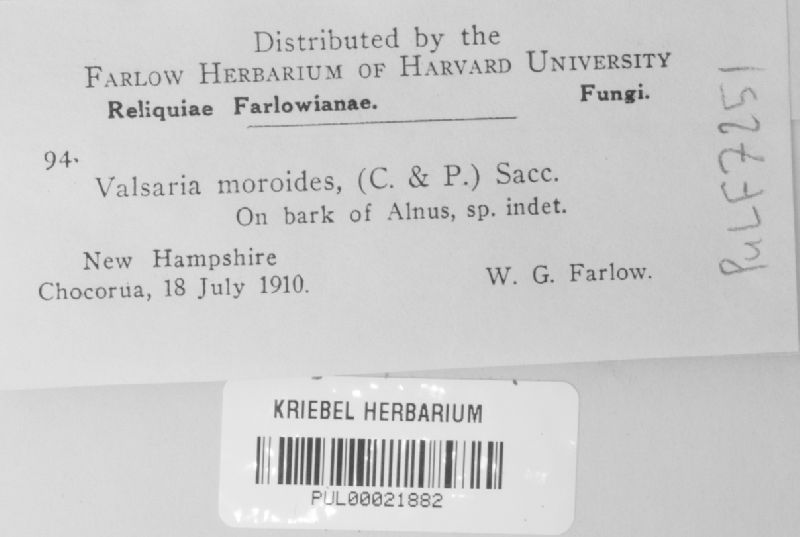 Distributed by the
FARLOW HERBARIUM OF HARVARD UNIVERSITY
Reliquiae Farlowianae. Fungi.
94.
Valsaria moroides, (C. & P.) Sacc.
On bark of Alnus, sp. indet.
New Hampshire
Chocorua, 18 July 1910. W. G. Farlow.
PULF7251
KRIEBEL HERBARIUM
PUL00021882